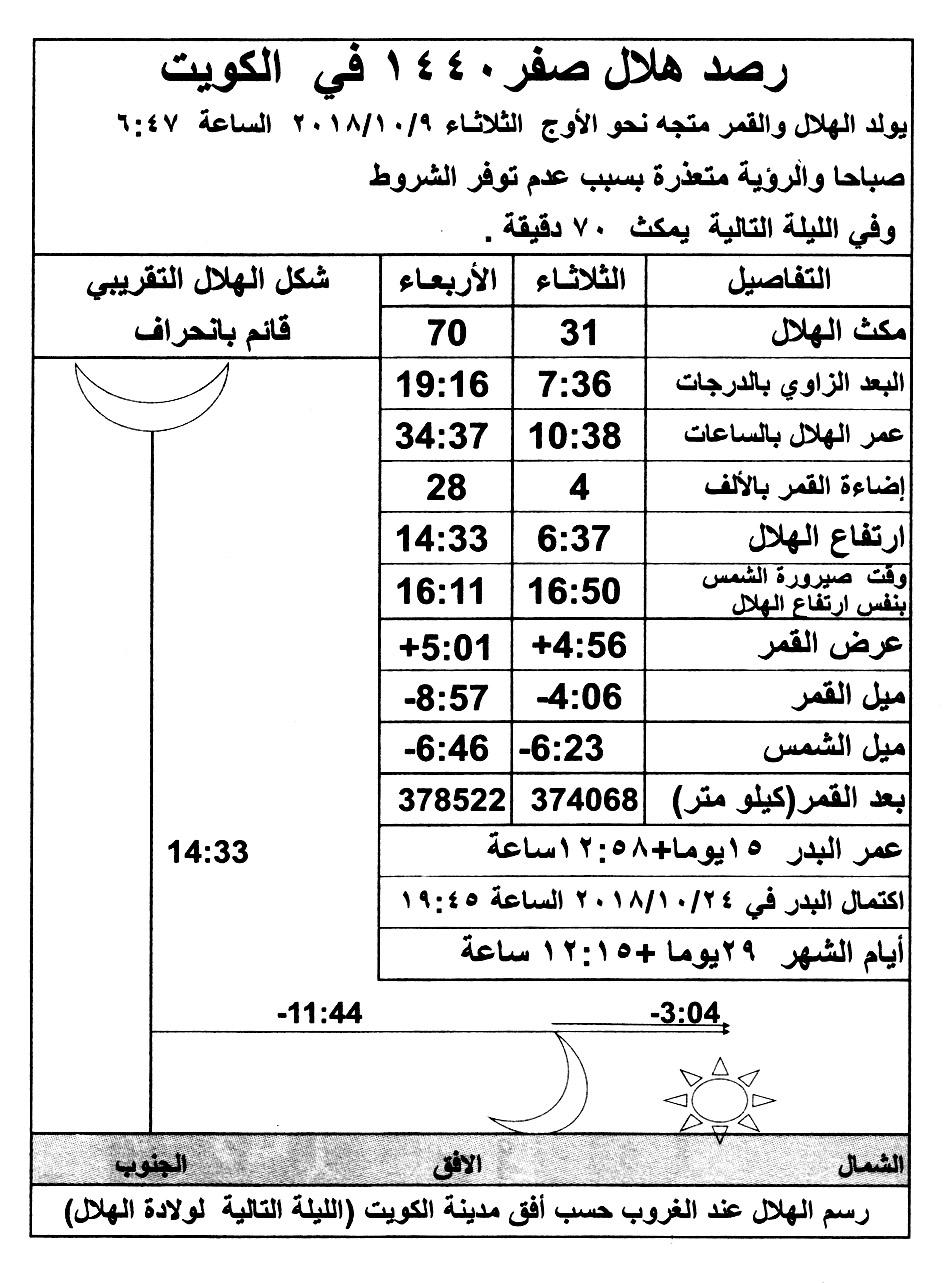 رصد هلال صفر ١٤٤٠ في الكويت
يولد الهلال والقمر متجه نحو الأوج الثلاثاء ٢٠١٨/١٠/٩ الساعة ٦:٤٧
صباحا والرؤية متعذرة بسبب عدم توفر الشروط
وفي الليلة التالية يمكث ٧٠ دقيقة .
التفاصيل الثلاثاء الأربعاء شكل الهلال التقريبي
قائم بانحراف
مكث الهلال 31 70
البعد الزاوي بالدرجات 7:36 19:16
عمر الهلال بالساعات 10:38 34:37
إضاءة القمر بالألف 4 28
ارتفاع الهلال 6:37 14:33
وقت صيرورة الشمس
بنفس ارتفاع الهلال 16:50 16:11
عرض القمر +4:56 +5:01
ميل القمر -4:06 -8:57
ميل الشمس -6:23 -6:46
بعد القمر(كيلو متر) 374068 378522
عمر البدر ١٥يوما+١٢:٥٨ساعة
14:33
اكتمال البدر في ٢٠١٨/١٠/٢٤ الساعة ١٩:٤٥
أيام الشهر ٢٩يوما +١٢:١٥ ساعة
-3:04 -11:44
الشمال الافق الجنوب
رسم الهلال عند الغروب حسب أفق مدينة الكويت (الليلة التالية لولادة الهلال)